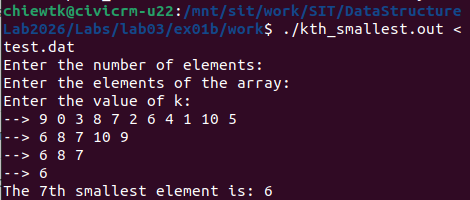 chiewtk@civicrm-u22:/mnt/sit/work/SIT/DataStructure
Lab2026/Labs/lab03/ex01b/work$ ./kth_smallest.out <
test.dat
Enter the number of elements:
Enter the elements of the array:
Enter the value of k:
--> 9 0 3 8 7 2 6 4 1 10 5
--> 6 8 7 10 9
--> 6 8 7
--> 6
The 7th smallest element is: 6